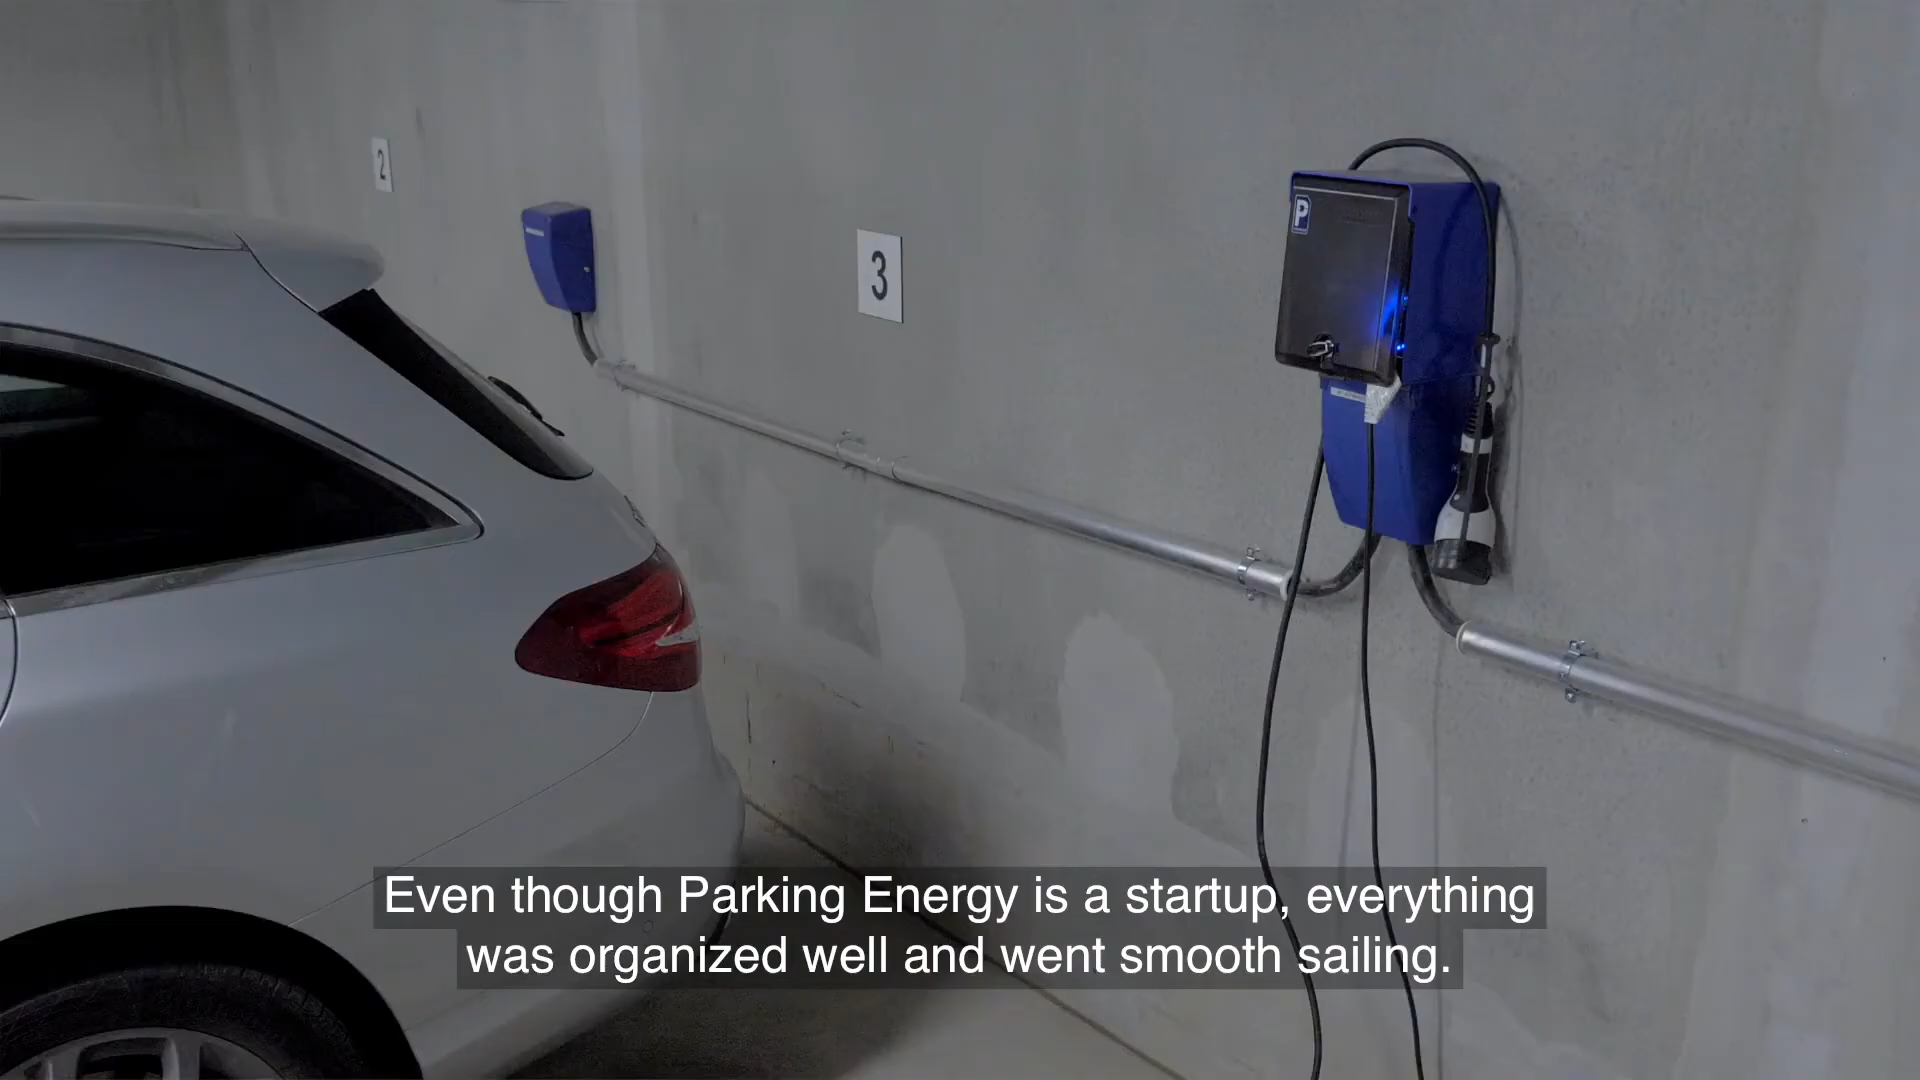 2
3
P
Even though Parking Energy is a startup, everything
was organized well and went smooth sailing.